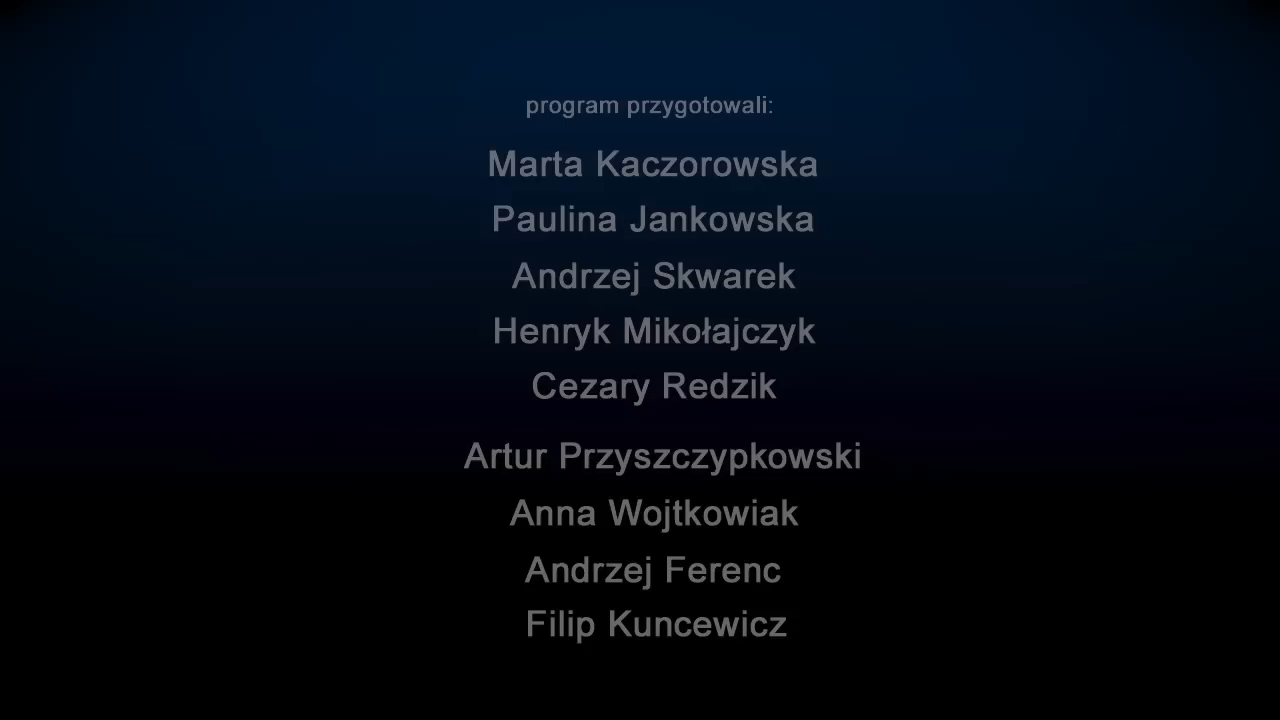 program przygotowali:
Marta Kaczorowska
Paulina Jankowska
Andrzej Skwarek
Henryk Mikołajczyk
Cezary Redzik
Artur Przyszczypkowski
Anna Wojtkowiak
Andrzej Ferenc
Filip Kuncewicz